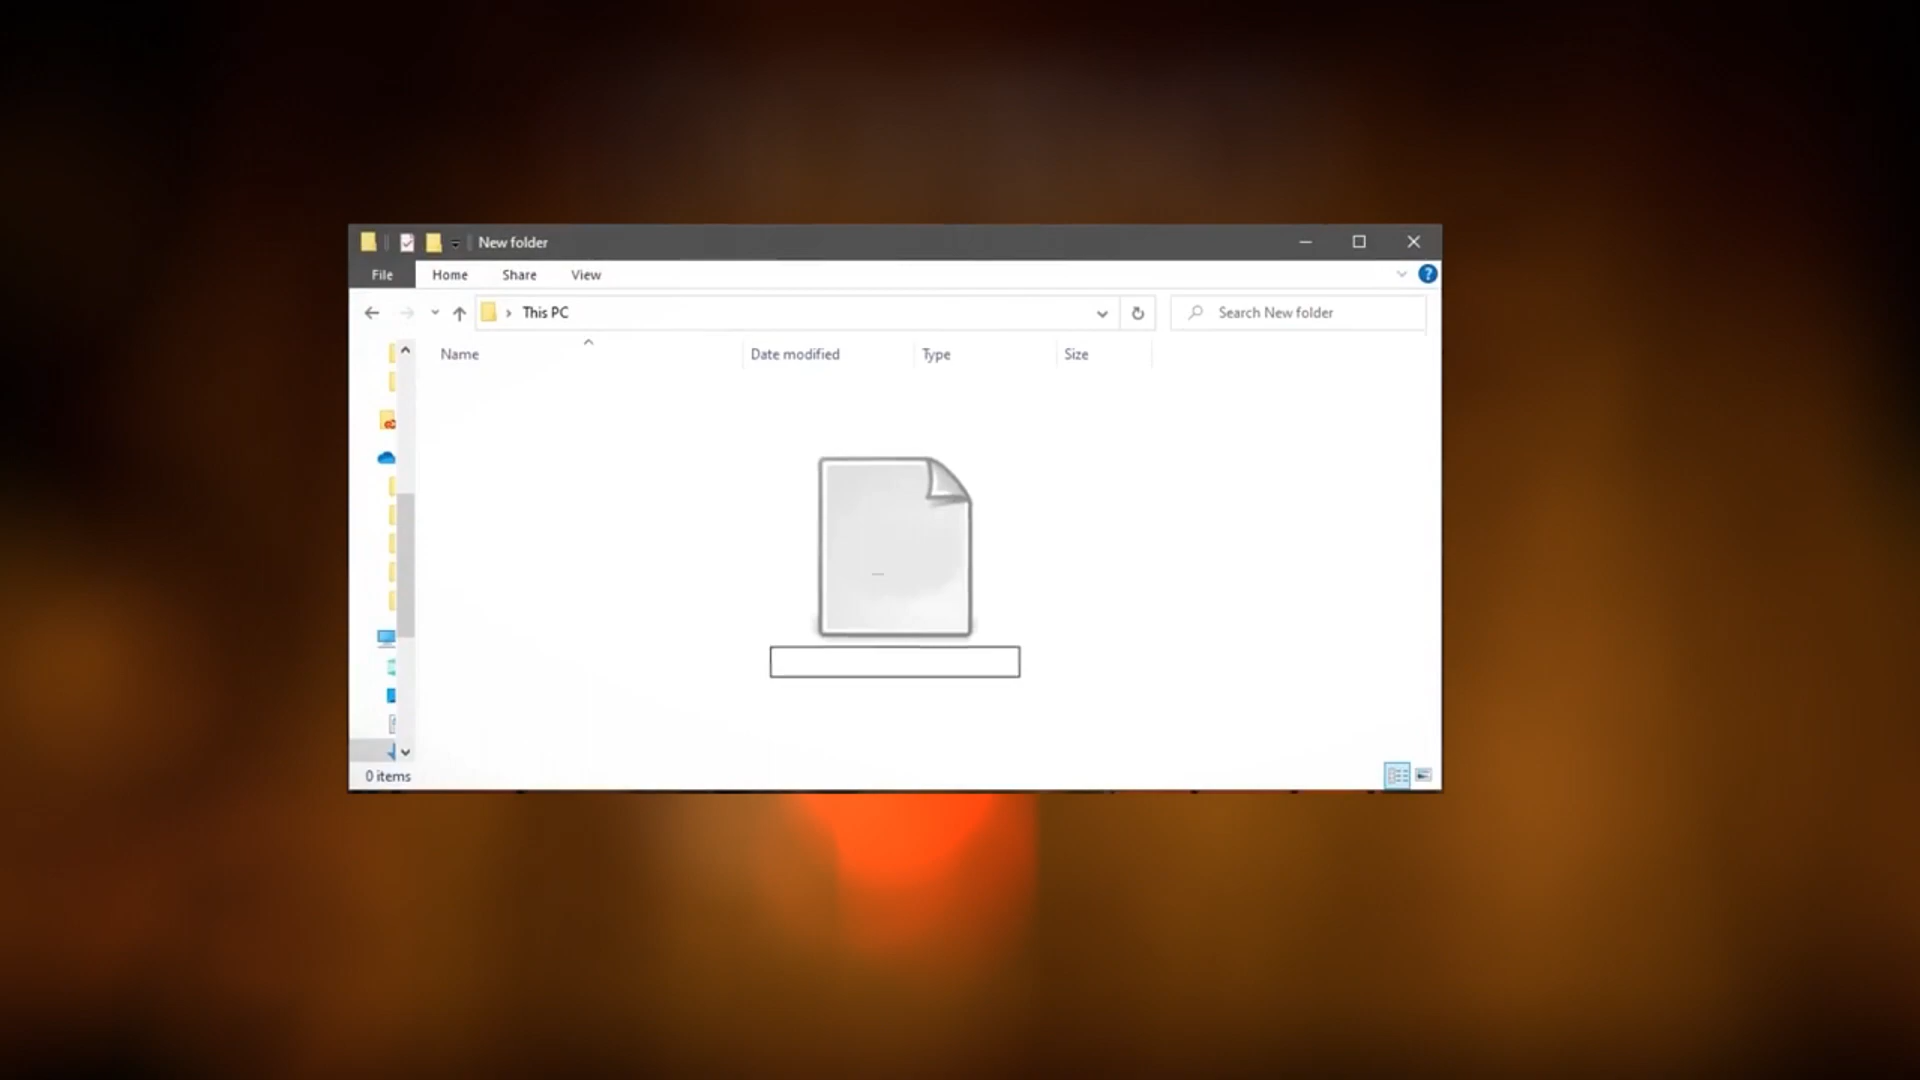 New folder
File Home Share View
?
This PC
Search New folder
Name Date modified Type Size
0 items